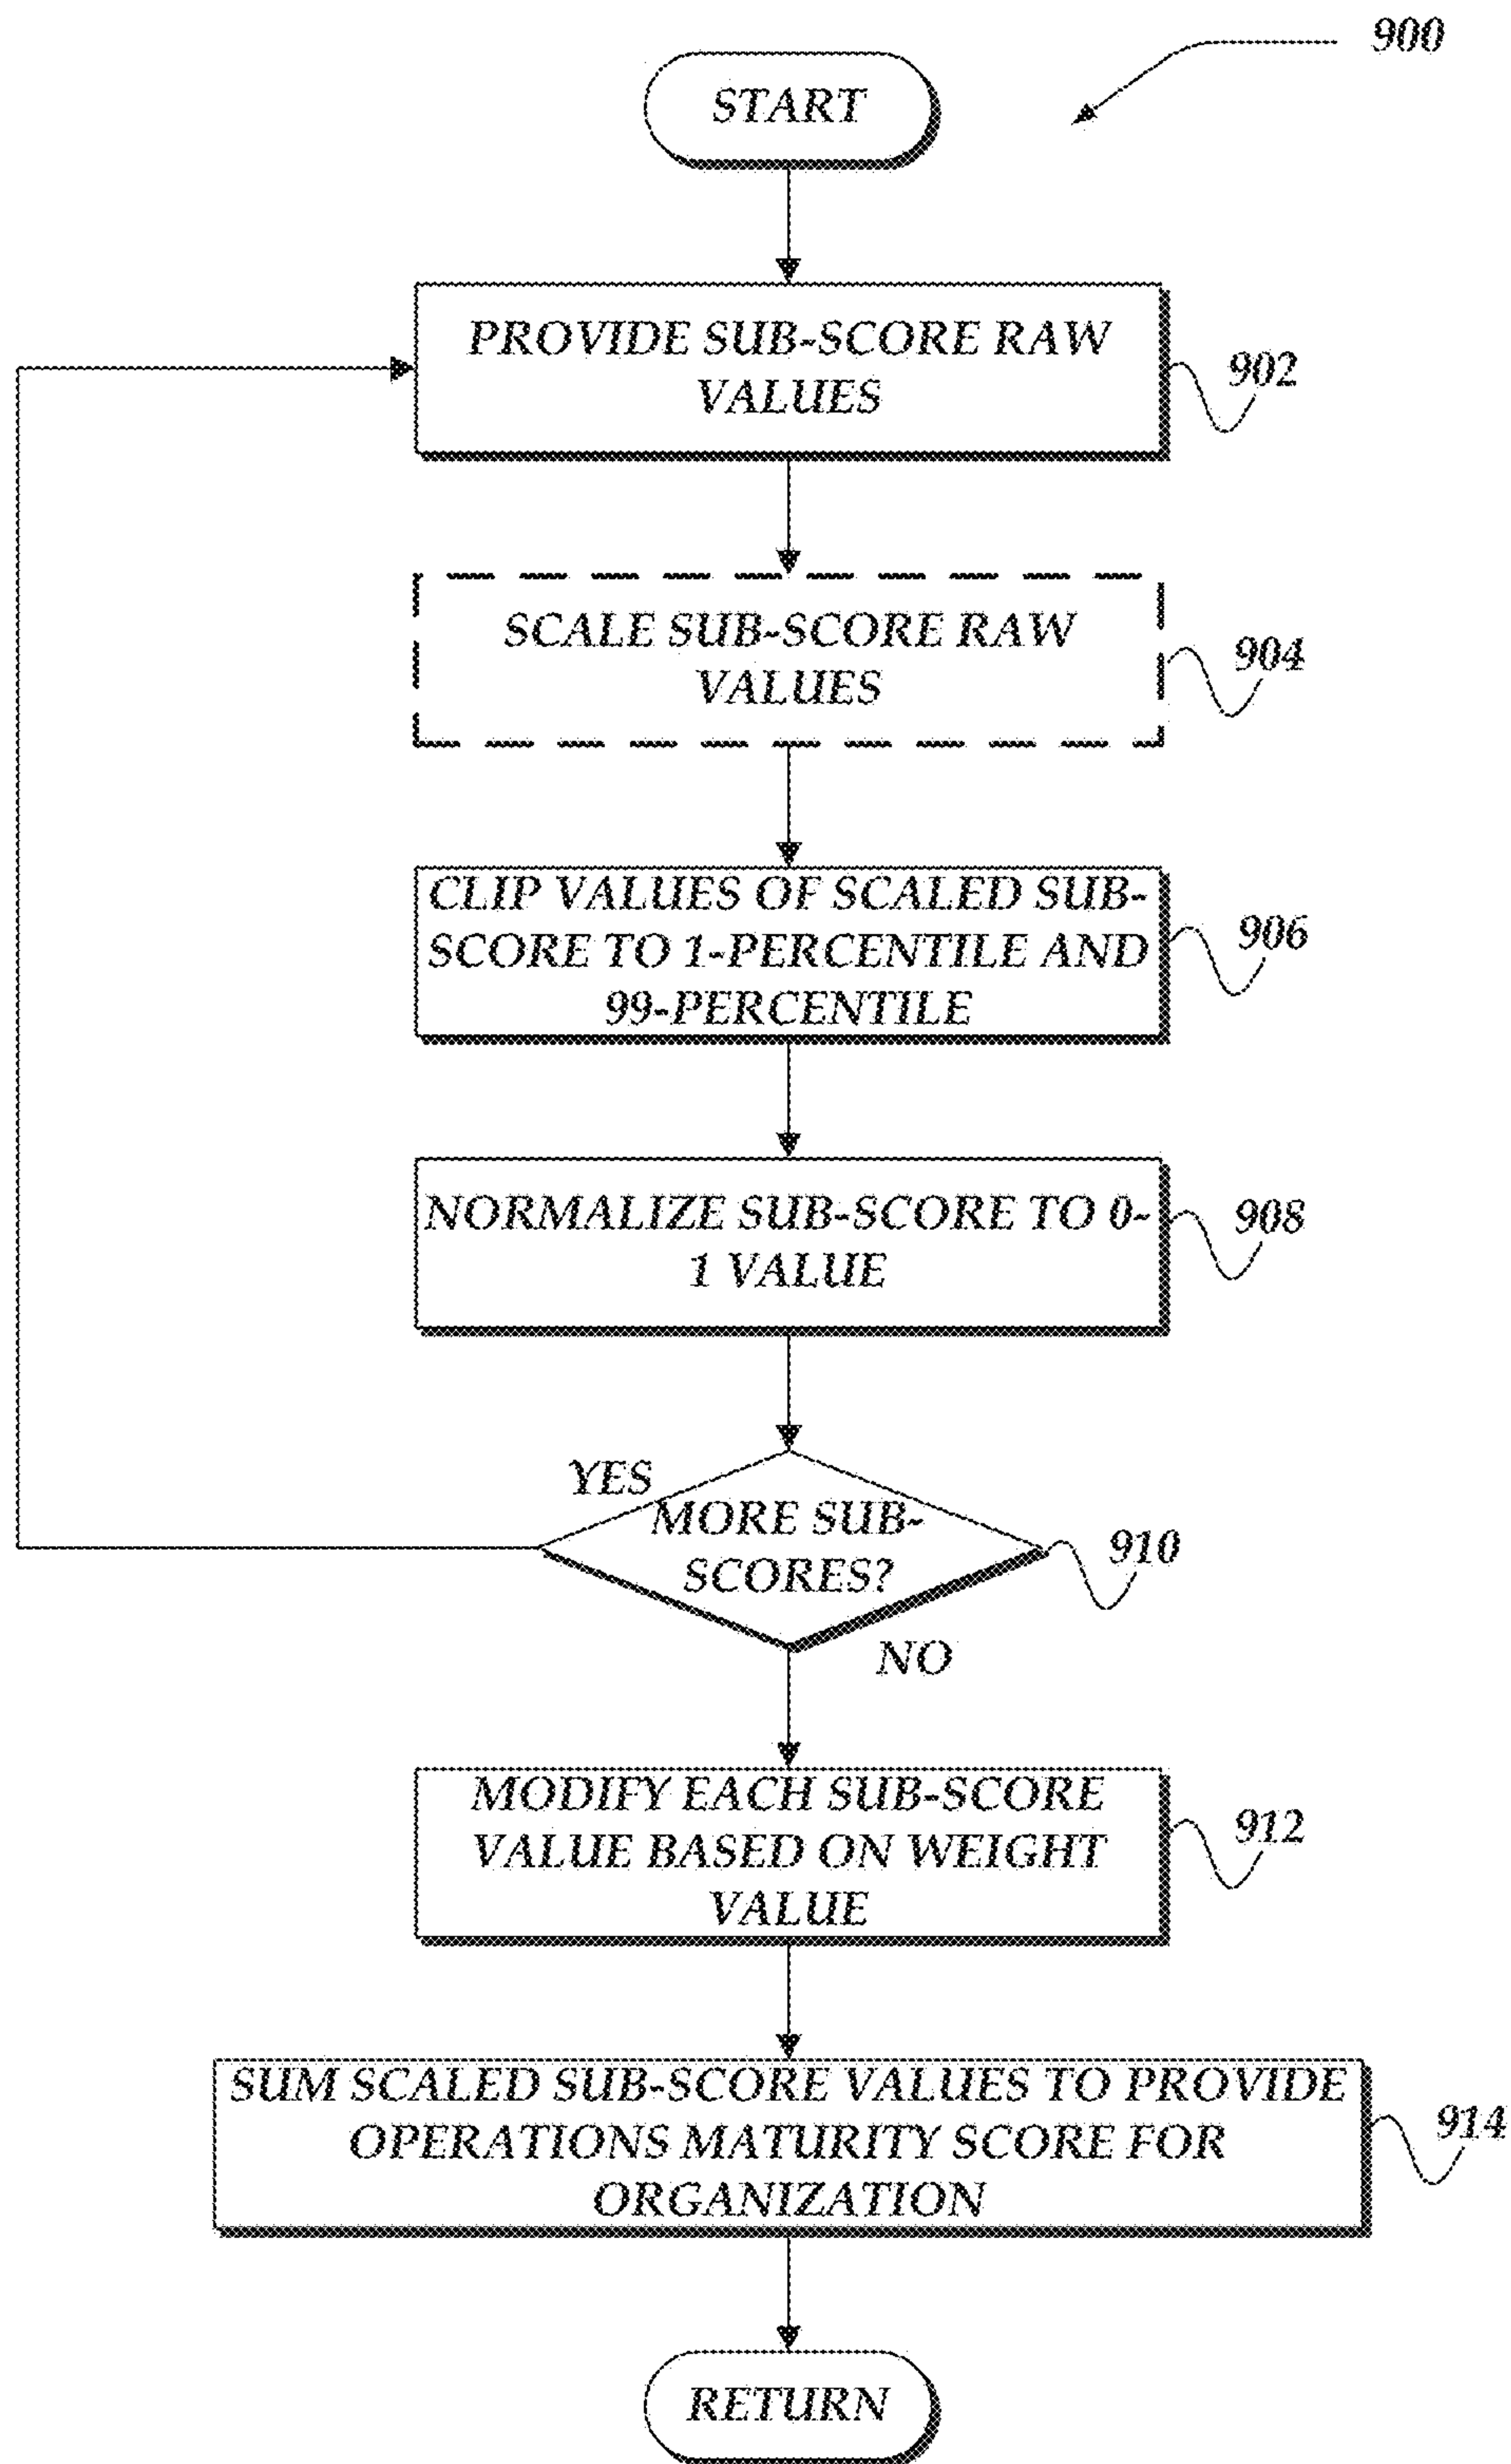 900
START
PROVIDE SUB-SCORE RAW
VALUES
902
SCALE SUB-SCORE RAW
VALUES
904
CLIP VALUES OF SCALED SUB-
SCORE TO 1-PERCENTILE AND
99-PERCENTILE
906
NORMALIZE SUB-SCORE TO 0-
1 VALUE
908
YES
MORE SUB-
SCORES?
910
NO
MODIFY EACH SUB-SCORE
VALUE BASED ON WEIGHT
VALUE
912
SUM SCALED SUB-SCORE VALUES TO PROVIDE
OPERATIONS MATURITY SCORE FOR
ORGANIZATION
914
RETURN